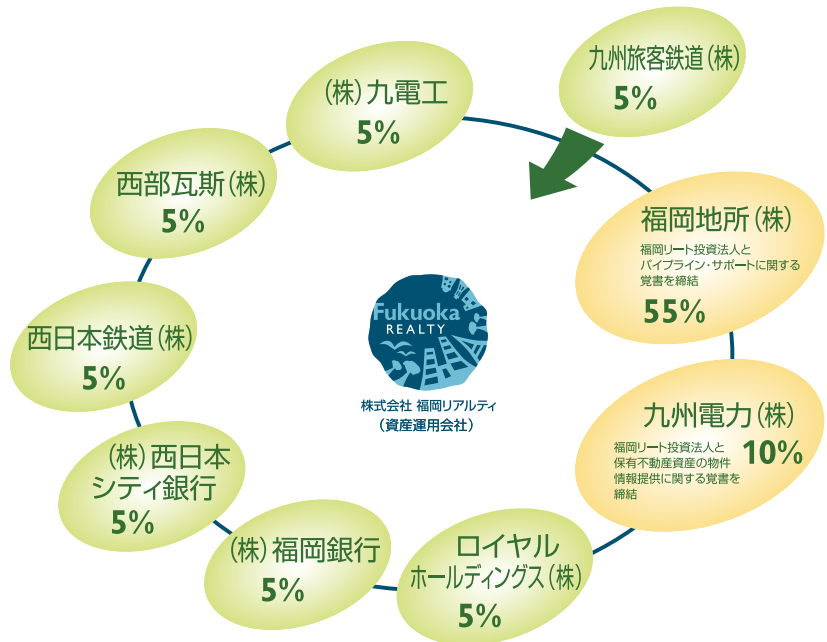 九州旅客鉄道(株)
5%
(株)九電工
5%
西部瓦斯(株)
5%
福岡地所(株)
福岡リート投資法人と
パイプライン・サポートに関する
覚書を締結
55%
Fukuoka
REALTY
株式会社 福岡リアルティ
(資産運用会社)
西日本鉄道(株)
5%
九州電力(株)
福岡リート投資法人と
保有不動産資産の物件
情報提供に関する覚書を
締結
10%
(株)西日本
シティ銀行
5%
(株)福岡銀行
5%
ロイヤル
ホールディングス(株)
5%